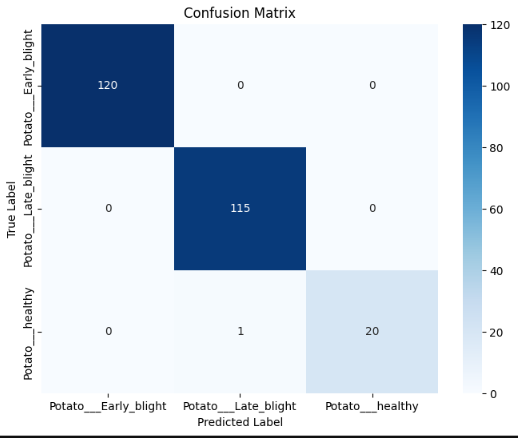 Confusion Matrix
True Label
Potato___Early_blight
Potato___Late_blight
Potato___healthy
120 0 0
0 115 0
0 1 20
Potato___Early_blight Potato___Late_blight Potato___healthy
Predicted Label
120
100
80
60
40
20
0